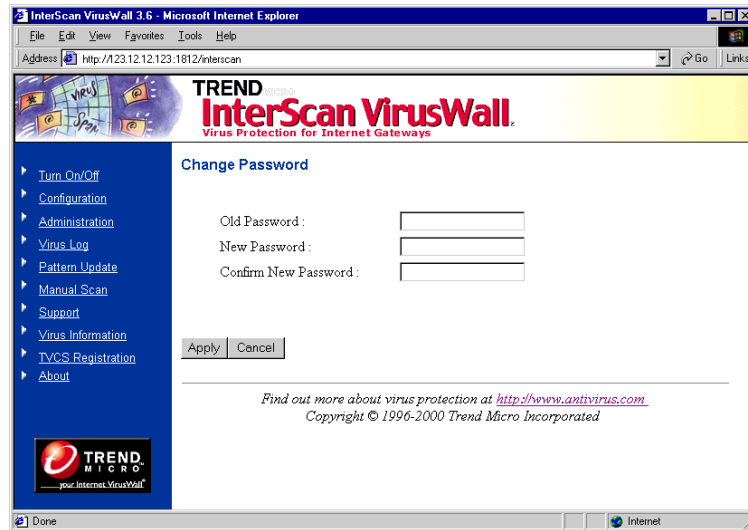 InterScan VirusWall 3.6 - Microsoft Internet Explorer
File Edit View Favorites Tools Help
Address http://123.12.12.123:1812/interscan Go Links
VIRUS
Spam
TREND MICRO
InterScan VirusWall.
Virus Protection for Internet Gateways
Turn On/Off
Configuration
Administration
Virus Log
Pattern Update
Manual Scan
Support
Virus Information
TVCS Registration
About
TREND
MICRO
your Internet VirusWall
Change Password
Old Password :
New Password :
Confirm New Password :
Apply Cancel
Find out more about virus protection at http://www.antivirus.com
Copyright © 1996-2000 Trend Micro Incorporated
Done Internet